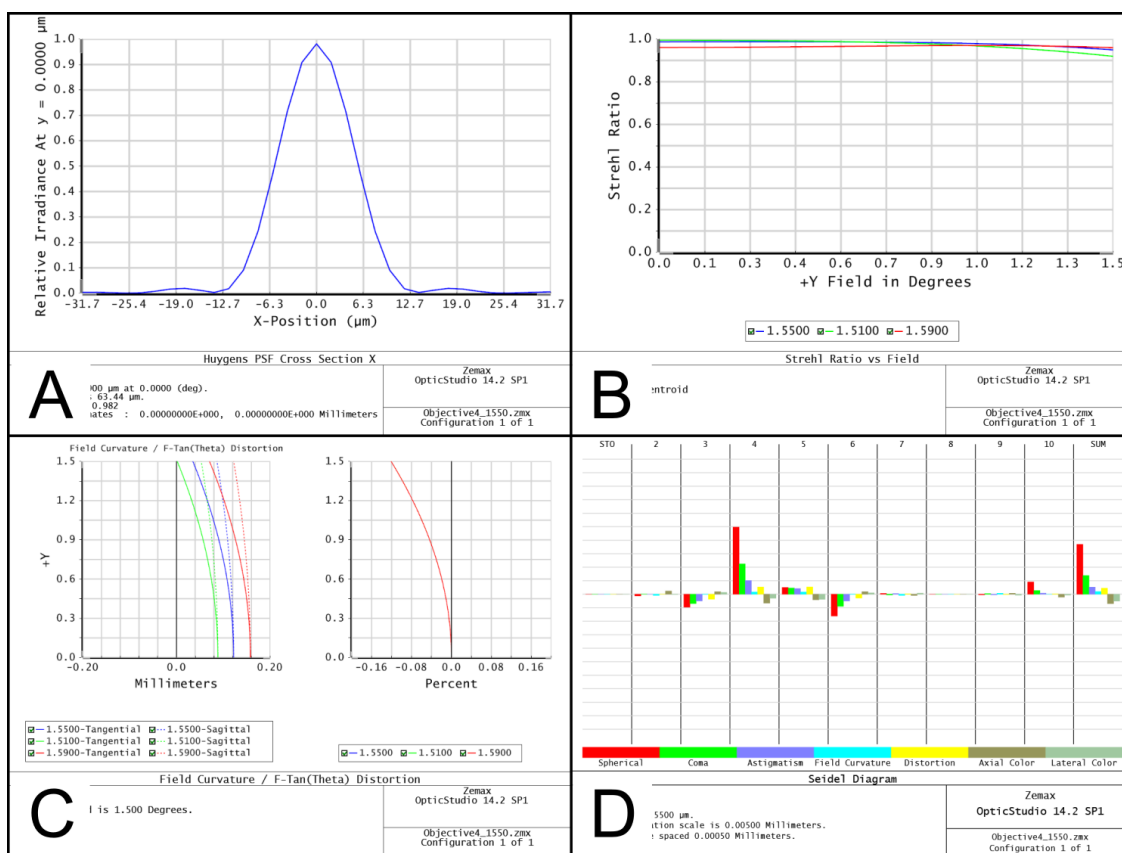 1.0
0.9
0.8
0.7
0.6
0.5
0.4
0.3
0.2
0.1
0.0
Relative Irradiance At y = 0.0000 µm
-31.7 -25.4 -19.0 -12.7 -6.3 0.0 6.3 12.7 19.0 25.4 31.7
X-Position (µm)
Huygens PSF Cross Section X
µm at 0.0000 (deg).
63.44 µm.
0.982
: 0.00000000E+000, 0.00000000E+000 Millimeters
A
Zemax
OpticStudio 14.2 SP1
Objective4_1550.zmx
Configuration 1 of 1
1.0
0.8
0.6
0.4
0.2
0.0
Strehl Ratio
0.0 0.1 0.3 0.4 0.6 0.7 0.9 1.0 1.2 1.3 1.5
+Y Field in Degrees
1.5500 1.5100 1.5900
Strehl Ratio vs Field
entroid
B
Zemax
OpticStudio 14.2 SP1
Objective4_1550.zmx
Configuration 1 of 1
Field Curvature / F-Tan(Theta) Distortion
1.5
1.2
0.9
0.6
0.3
0.0
+Y
-0.20 0.0 0.20
Millimeters
1.5500-Tangential 1.5500-Sagittal
1.5100-Tangential 1.5100-Sagittal
1.5900-Tangential 1.5900-Sagittal
1.5
1.2
0.9
0.6
0.3
0.0
-0.16 -0.08 0.0 0.08 0.16
Percent
1.5500 1.5100 1.5900
Field Curvature / F-Tan(Theta) Distortion
is 1.500 Degrees.
C
Zemax
OpticStudio 14.2 SP1
Objective4_1550.zmx
Configuration 1 of 1
STO 2 3 4 5 6 7 8 9 10 SUM
Spherical Coma Astigmatism Field Curvature Distortion Axial Color Lateral Color
Seidel Diagram
5500 µm.
ation scale is 0.00500 Millimeters.
spaced 0.00050 Millimeters.
D
Zemax
OpticStudio 14.2 SP1
Objective4_1550.zmx
Configuration 1 of 1